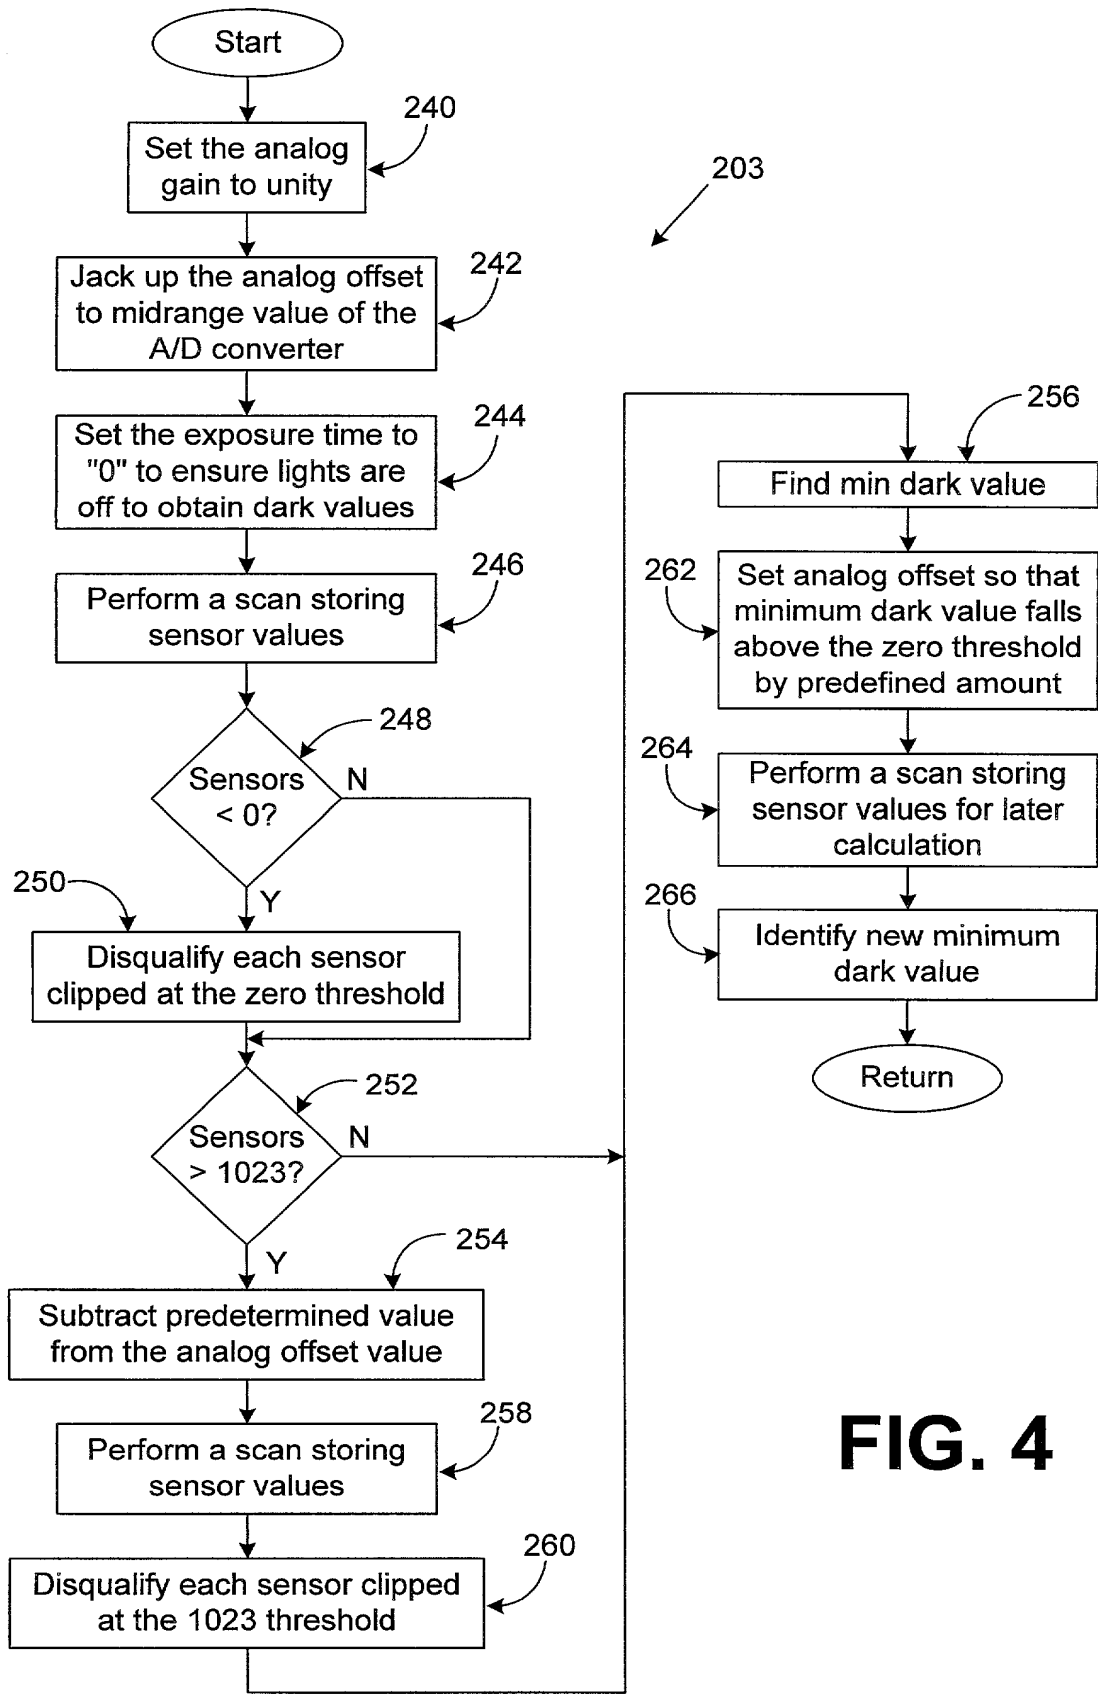 Start
240
Set the analog
gain to unity
203
242
Jack up the analog offset
to midrange value of the
A/D converter
244
Set the exposure time to
"0" to ensure lights are
off to obtain dark values
246
Perform a scan storing
sensor values
248
Sensors
< 0?
N
Y
250
Disqualify each sensor
clipped at the zero threshold
252
Sensors
> 1023?
N
Y
254
Subtract predetermined value
from the analog offset value
258
Perform a scan storing
sensor values
260
Disqualify each sensor clipped
at the 1023 threshold
256
Find min dark value
262
Set analog offset so that
minimum dark value falls
above the zero threshold
by predefined amount
264
Perform a scan storing
sensor values for later
calculation
266
Identify new minimum
dark value
Return
FIG. 4